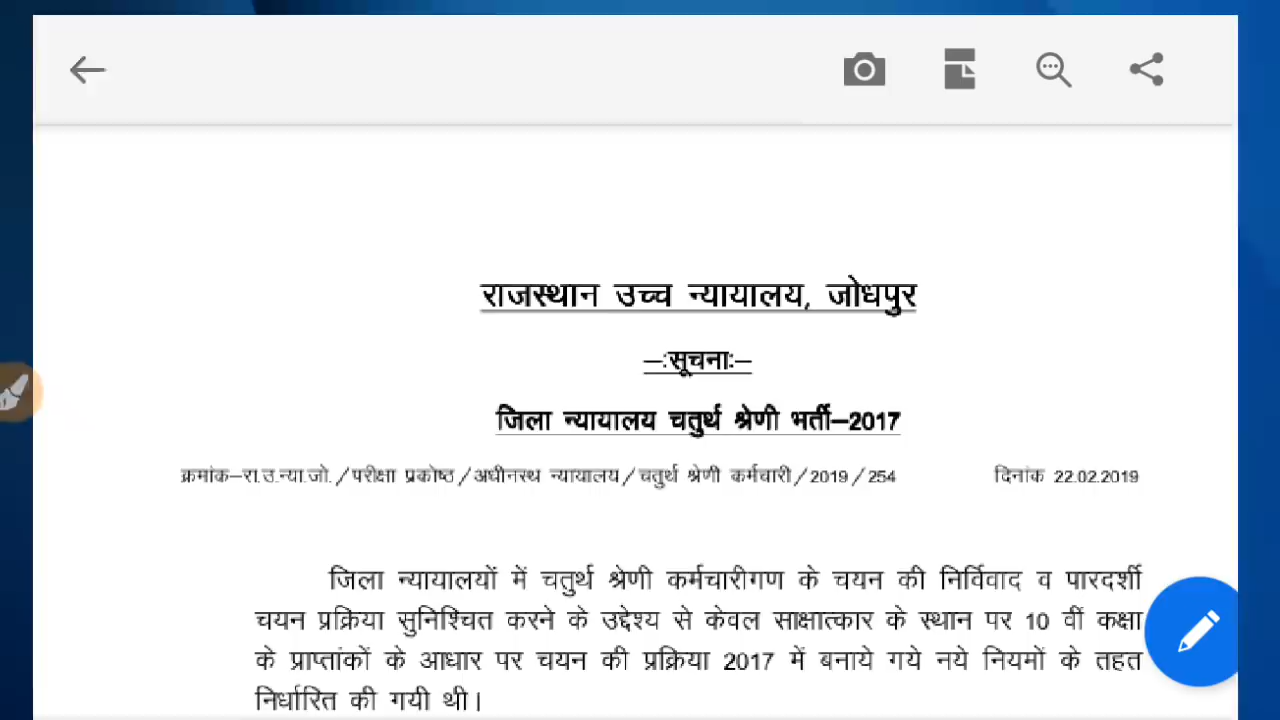 राजस्थान उच्च न्यायालय, जोधपुर
—:सूचना:—
जिला न्यायालय चतुर्थ श्रेणी भर्ती—2017
क्रमांक—रा.उ.न्या.जो./परीक्षा प्रकोष्ठ/अधीनस्थ न्यायालय/चतुर्थ श्रेणी कर्मचारी/2019/254 दिनांक 22.02.2019
जिला न्यायालयों में चतुर्थ श्रेणी कर्मचारीगण के चयन की निर्विवाद व पारदर्शी
चयन प्रक्रिया सुनिश्चित करने के उद्देश्य से केवल साक्षात्कार के स्थान पर 10 वीं कक्षा
के प्राप्तांकों के आधार पर चयन की प्रक्रिया 2017 में बनाये गये नये नियमों के तहत
निर्धारित की गयी थी।